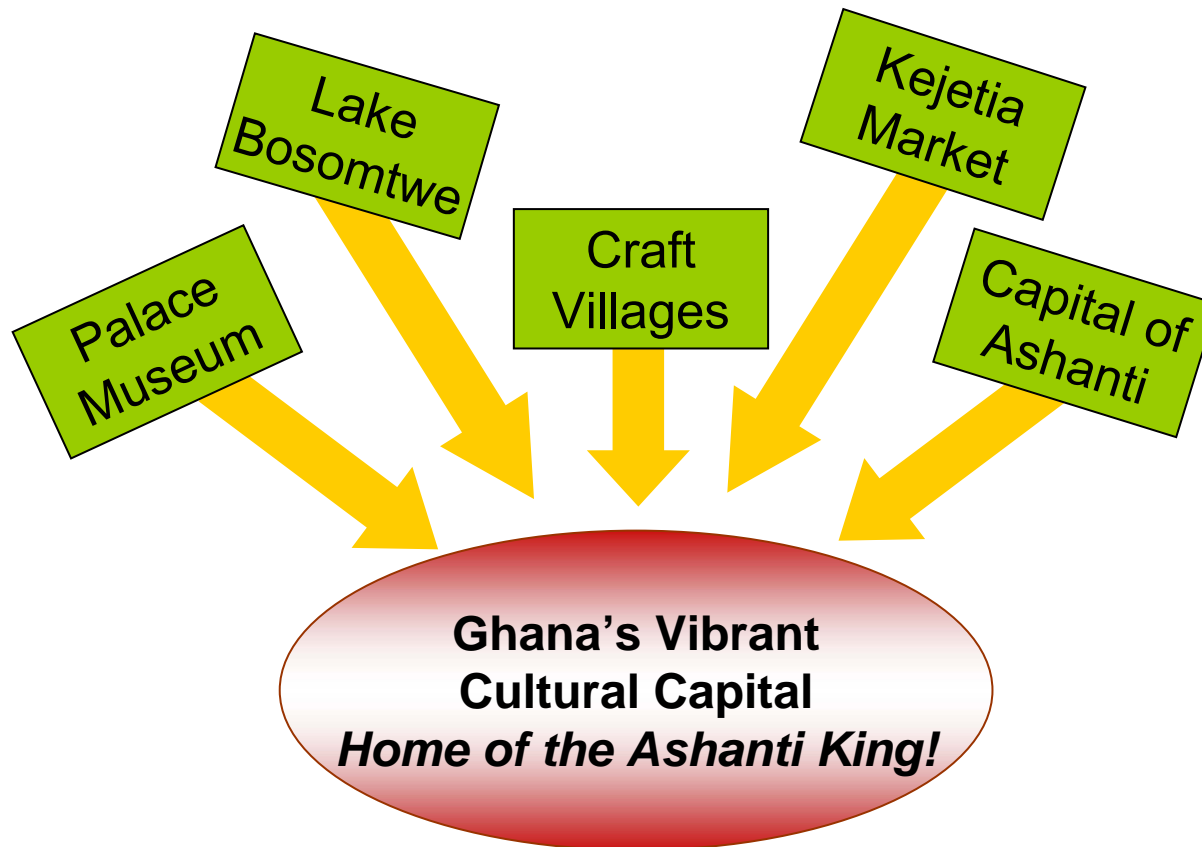 Lake
Bosomtwe
Kejetia
Market
Palace
Museum
Craft
Villages
Capital of
Ashanti
Ghana’s Vibrant
Cultural Capital
Home of the Ashanti King!